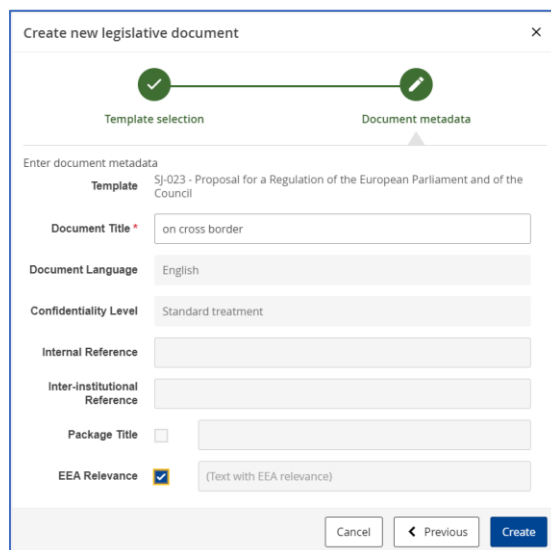 Create new legislative document
Template selection
Document metadata
Enter document metadata
Template
SJ-023 - Proposal for a Regulation of the European Parliament and of the
Council
Document Title *
on cross border
Document Language
English
Confidentiality Level
Standard treatment
Internal Reference
Inter-institutional
Reference
Package Title
EEA Relevance
(Text with EEA relevance)
Cancel
Previous
Create